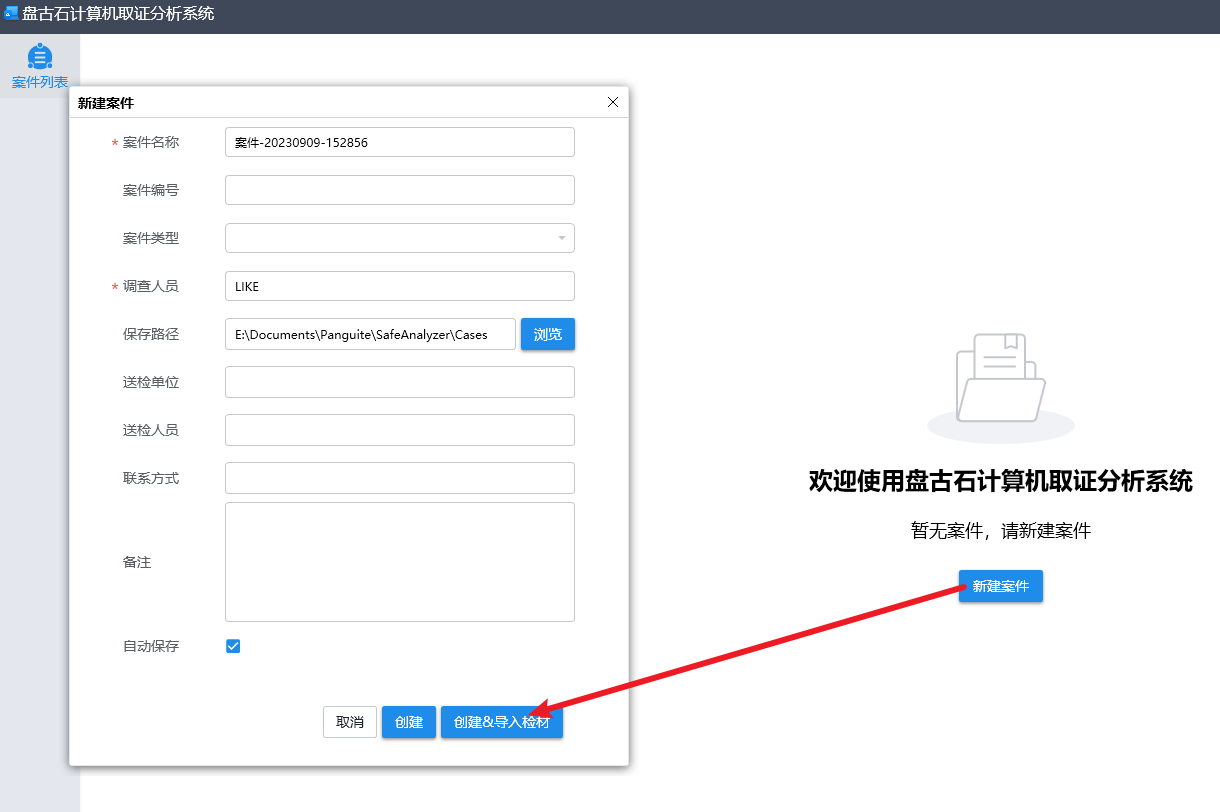 盘古石计算机取证分析系统
案件列表
新建案件
* 案件名称 案件-20230909-152856
案件编号
案件类型
* 调查人员 LIKE
保存路径 E:\Documents\Panguite\SafeAnalyzer\Cases 浏览
送检单位
送检人员
联系方式
备注
自动保存
取消 创建 创建&导入检材
欢迎使用盘古石计算机取证分析系统
暂无案件，请新建案件
新建案件